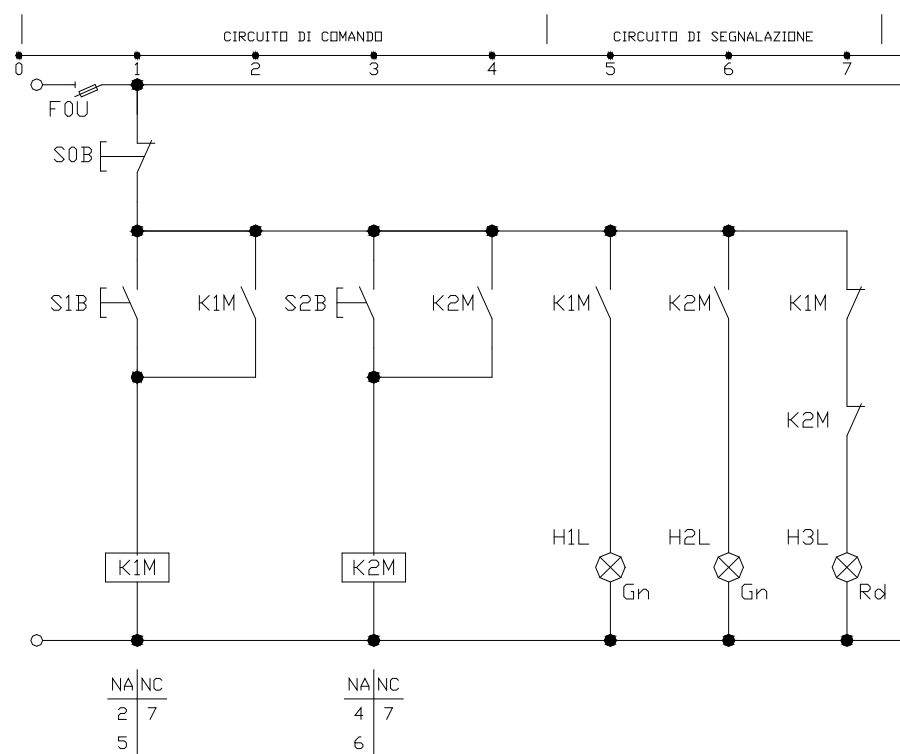 CIRCUITO DI COMANDO
CIRCUITO DI SEGNALAZIONE
0 1 2 3 4 5 6 7
F0U
S0B
S1B K1M S2B K2M K1M K2M K1M
K2M
H1L H2L H3L
K1M K2M
Gn Gn Rd
NA NC NA NC
2 7 4 7
5 6